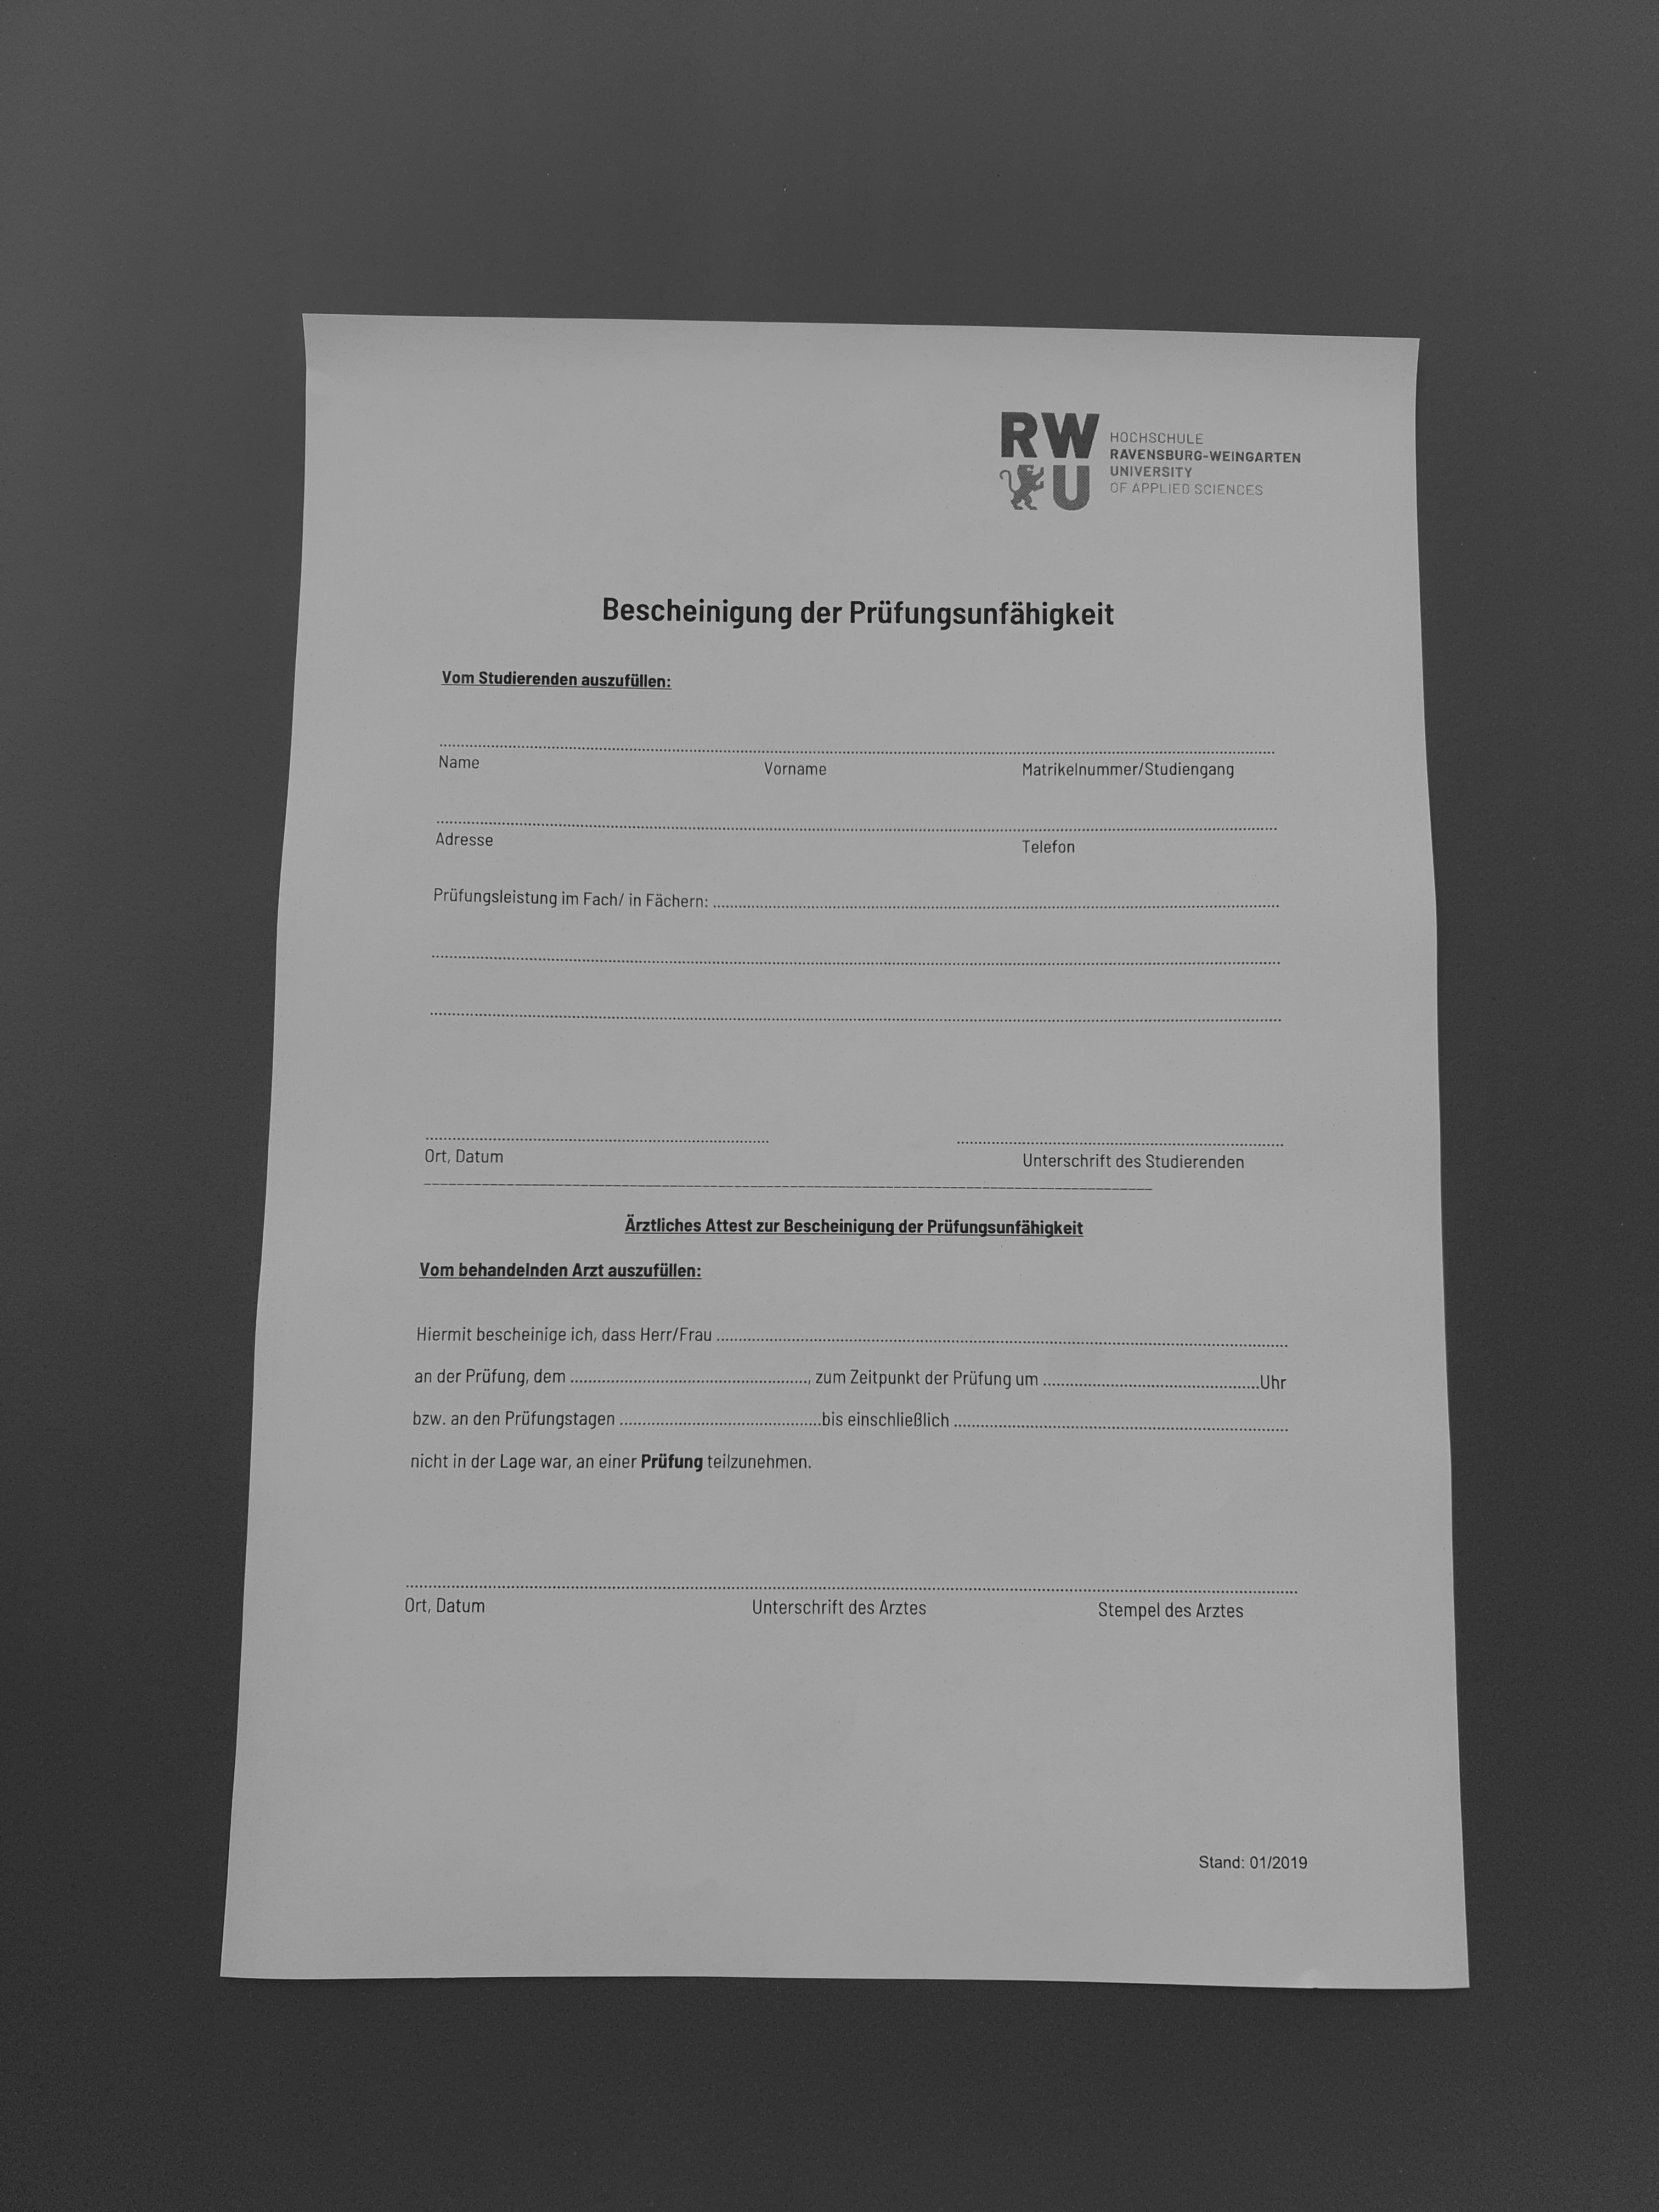 RW
U
HOCHSCHULE
RAVENSBURG-WEINGARTEN
UNIVERSITY
OF APPLIED SCIENCES
Bescheinigung der Prüfungsunfähigkeit
Vom Studierenden auszufüllen:
Name Vorname Matrikelnummer/Studiengang
Adresse Telefon
Prüfungsleistung im Fach/ in Fächern:
Ort, Datum Unterschrift des Studierenden
Ärztliches Attest zur Bescheinigung der Prüfungsunfähigkeit
Vom behandelnden Arzt auszufüllen:
Hiermit bescheinige ich, dass Herr/Frau
an der Prüfung, dem ............, zum Zeitpunkt der Prüfung um ............Uhr
bzw. an den Prüfungstagen ............bis einschließlich ............
nicht in der Lage war, an einer Prüfung teilzunehmen.
Ort, Datum Unterschrift des Arztes Stempel des Arztes
Stand: 01/2019